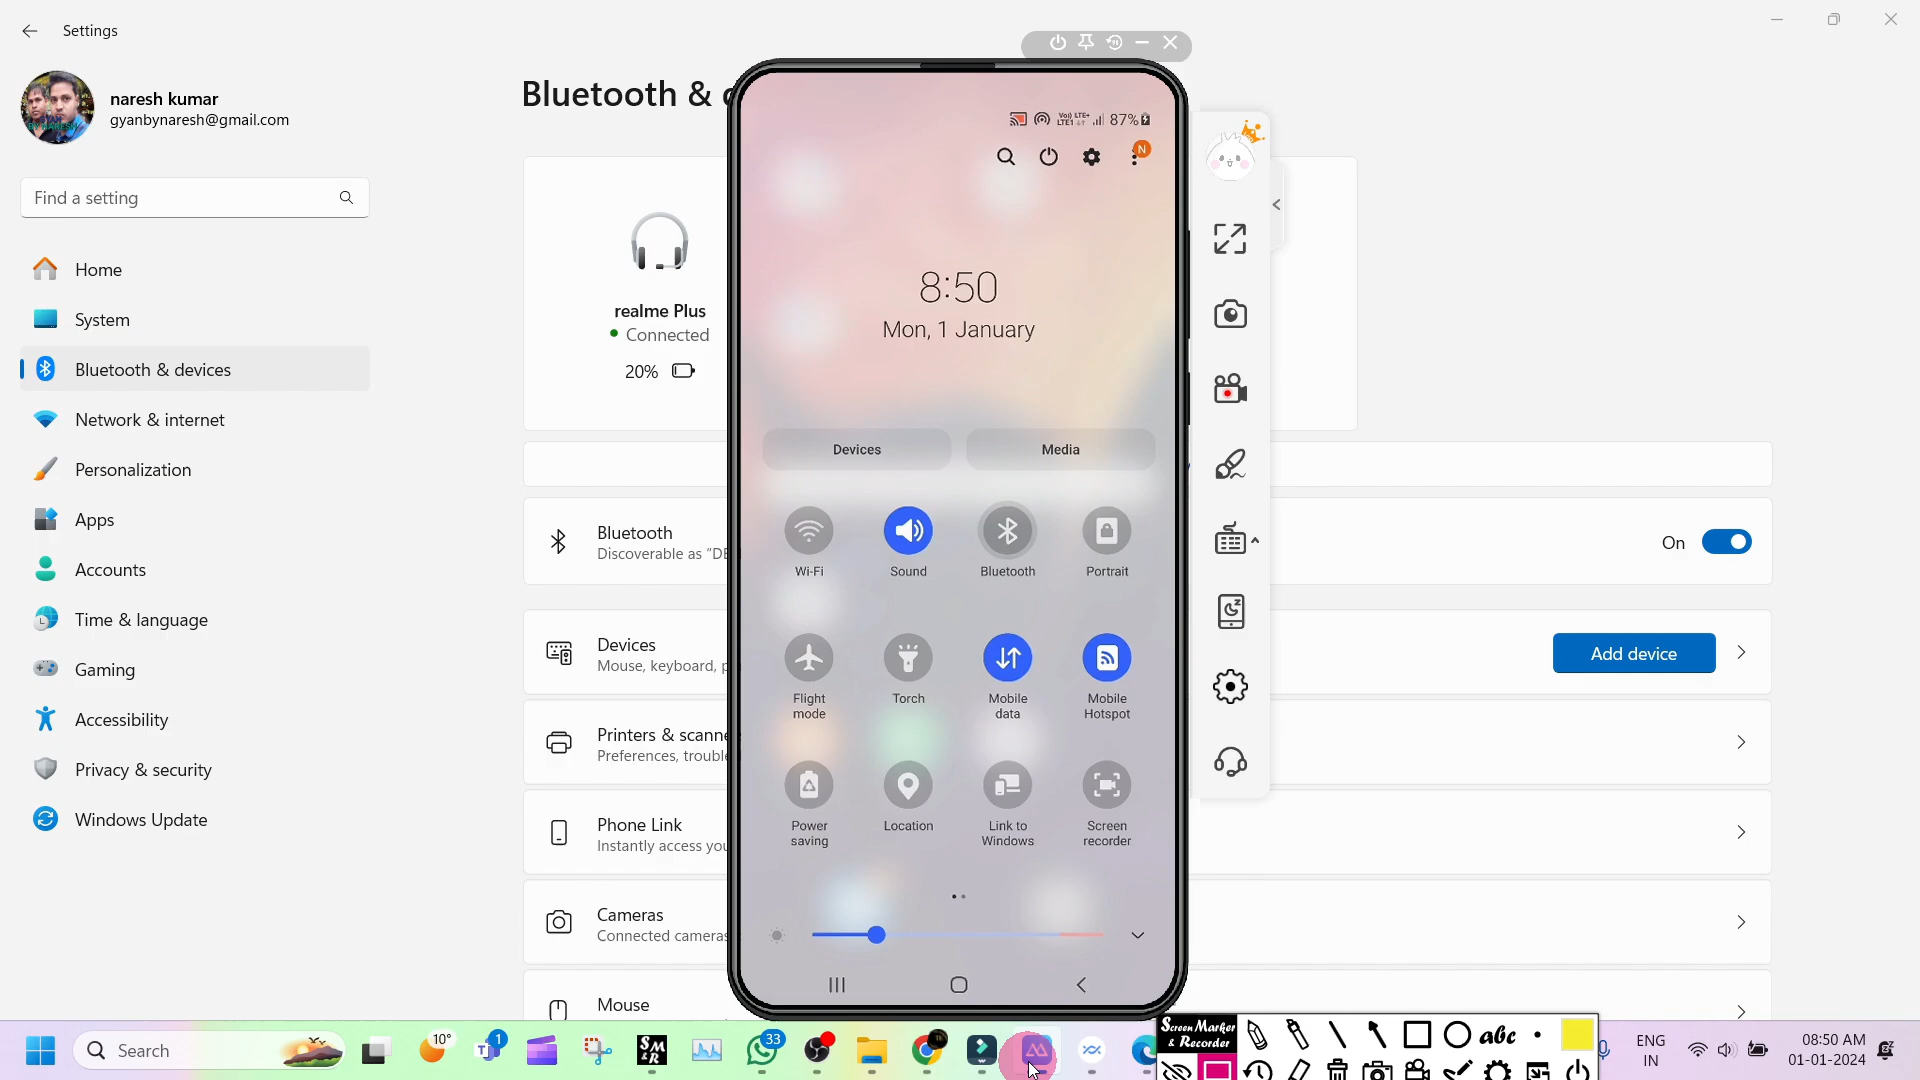 Settings
naresh kumar
gyanbynaresh@gmail.com
Find a setting
Home
System
Bluetooth & devices
Network & internet
Personalization
Apps
Accounts
Time & language
Gaming
Accessibility
Privacy & security
Windows Update
Bluetooth & d
realme Plus
Connected
20%
Bluetooth
Discoverable as "DE
On
Devices
Mouse, keyboard, p
Add device
Printers & scanne
Preferences, trouble
Phone Link
Instantly access you
Cameras
Connected cameras
Mouse
87%
N
8:50
Mon, 1 January
Devices
Media
Wi-Fi
Sound
Bluetooth
Portrait
Flight
mode
Torch
Mobile
data
Mobile
Hotspot
Power
saving
Location
Link to
Windows
Screen
recorder
Search
10°
1
33
Screen Marker
& Recorder
abc
ENG
IN
08:50 AM
01-01-2024